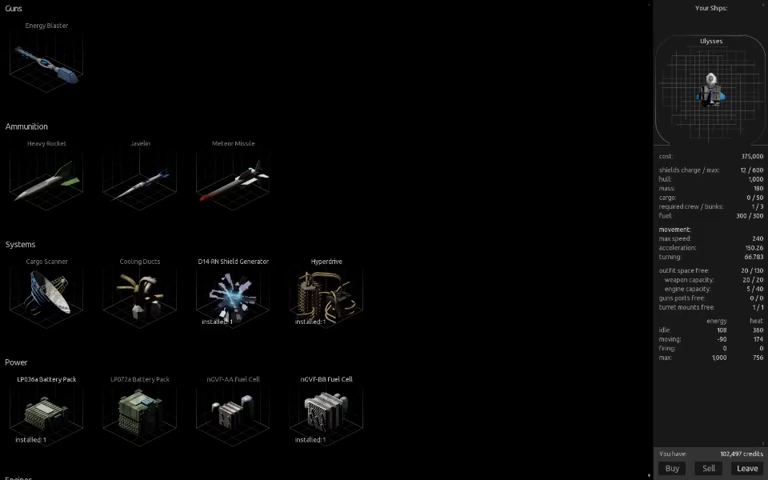 Guns
Energy Blaster
Ammunition
Heavy Rocket
Javelin
Meteor Missile
Systems
Cargo Scanner
Cooling Ducts
D14-RN Shield Generator
Hyperdrive
installed: 1
installed: 1
Power
LP036a Battery Pack
LP072a Battery Pack
nGVF-AA Fuel Cell
nGVF-BB Fuel Cell
installed: 1
installed: 1
Your Ships:
Ulysses
cost: 375,000
shields charge / max: 12 / 600
hull: 1,000
mass: 180
cargo: 0 / 50
required crew / bunks: 1 / 3
fuel: 300 / 300
movement:
max speed: 240
acceleration: 150.26
turning: 66.783
outfit space free: 20 / 130
weapon capacity: 20 / 20
engine capacity: 5 / 40
guns ports free: 0 / 0
turret mounts free: 1 / 1
energy heat
idle: 108 360
moving: -90 174
firing: 0 0
max: 1,000 756
You have: 102,497 credits
Buy Sell Leave